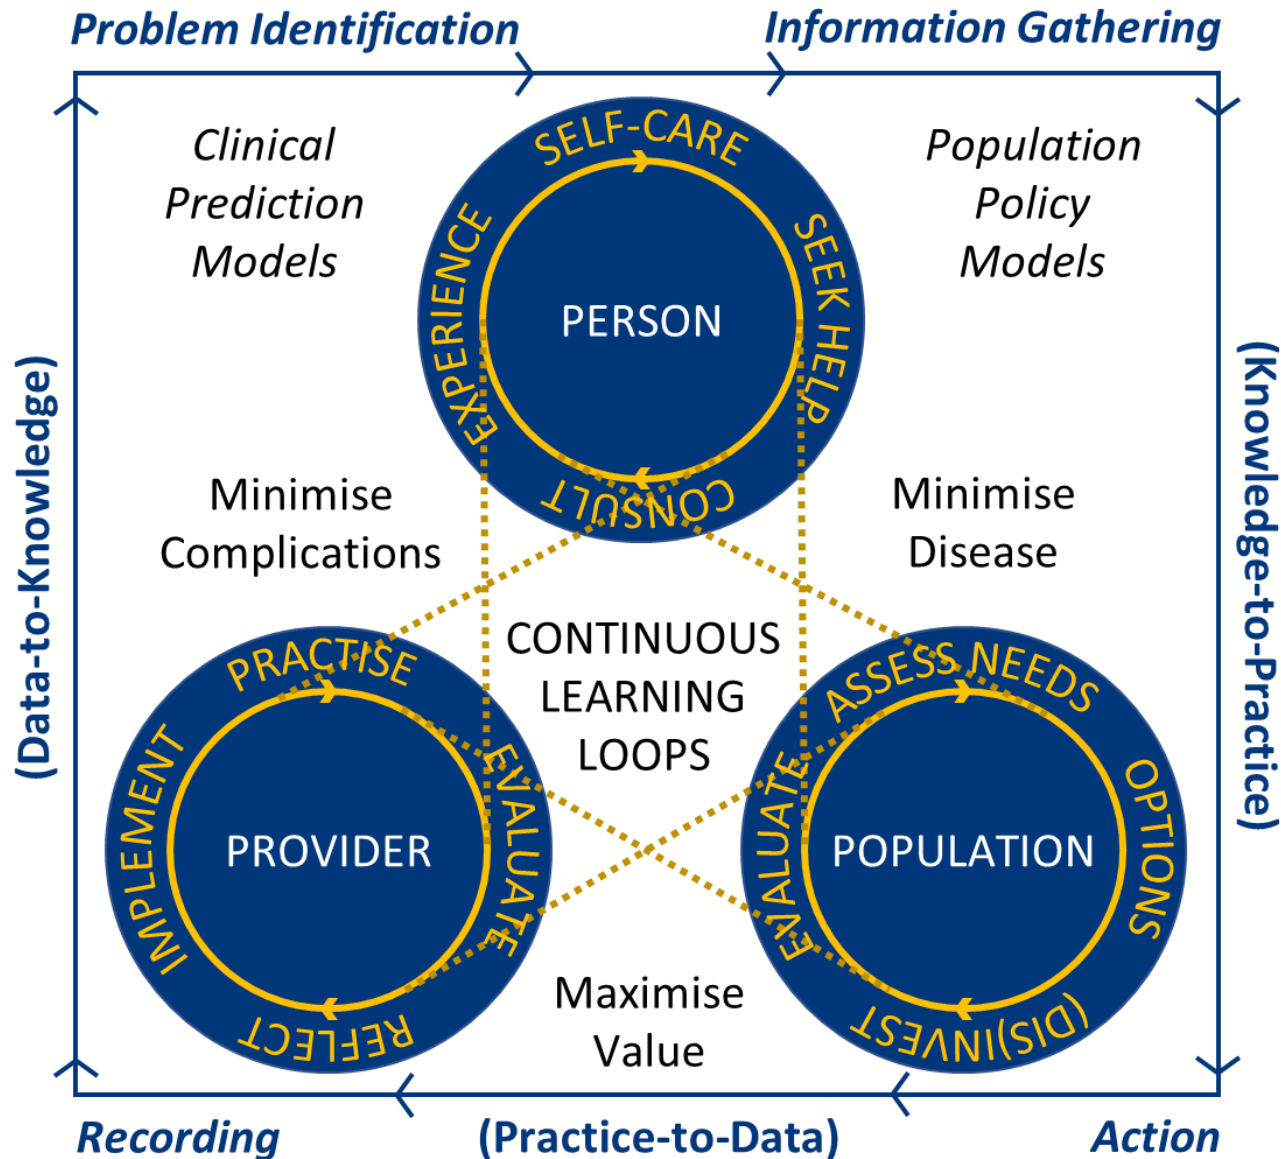 Problem Identification
Information Gathering
Clinical
Prediction
Models
Population
Policy
Models
SELF-CARE
SEEK HELP
CONSULT
EXPERIENCE
PERSON
(Data-to-Knowledge)
(Knowledge-to-Practice)
Minimise
Complications
Minimise
Disease
CONTINUOUS
LEARNING
LOOPS
PRACTISE
EVALUATE
REFLECT
IMPLEMENT
PROVIDER
ASSESS NEEDS
OPTIONS
(DIS)INVEST
EVALUATE
POPULATION
Maximise
Value
Recording
(Practice-to-Data)
Action